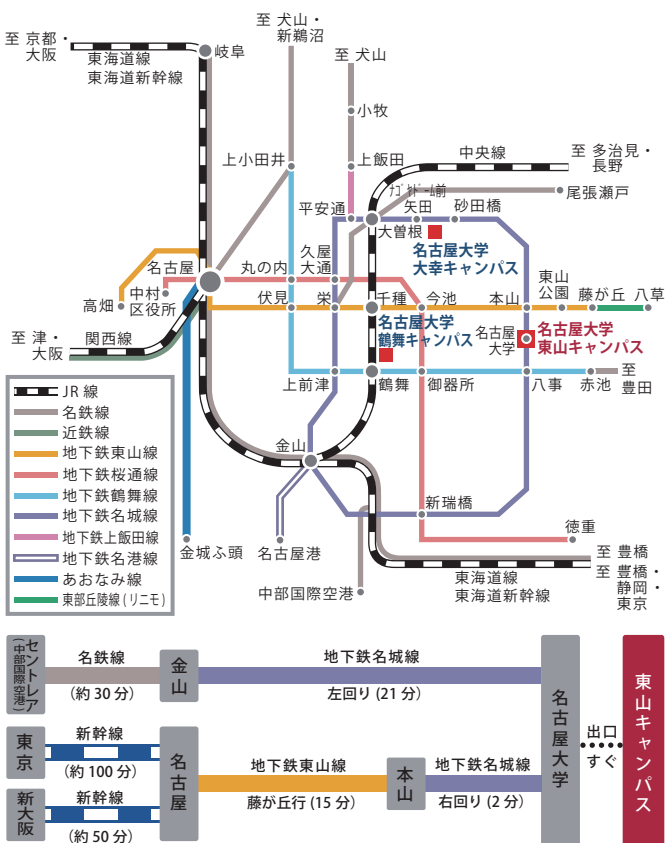 至 犬山・
新鵜沼
至 京都・
大阪
東海道線
東海道新幹線
岐阜
至 犬山
小牧
上小田井
上飯田
中央線
至 多治見・
長野
ﾅｺﾞﾔﾄﾞｰﾑ前
尾張瀬戸
平安通
矢田
砂田橋
大曽根
名古屋大学
大幸キャンパス
名古屋
丸の内
久屋
大通
高畑
中村
区役所
伏見
栄
千種
今池
本山
東山
公園
藤が丘
八草
至 津・
大阪
関西線
名古屋大学
鶴舞キャンパス
名古屋
大学
名古屋大学
東山キャンパス
上前津
鶴舞
御器所
八事
赤池
至
豊田
JR 線
名鉄線
近鉄線
地下鉄東山線
地下鉄桜通線
地下鉄鶴舞線
地下鉄名城線
地下鉄上飯田線
地下鉄名港線
あおなみ線
東部丘陵線 (リニモ)
金山
新瑞橋
金城ふ頭
名古屋港
中部国際空港
徳重
至 豊橋
東海道線
東海道新幹線
至 豊橋・
静岡・
東京
セントレア
(中部国際空港)
名鉄線
(約 30 分)
金山
地下鉄名城線
左回り (21 分)
東京
新幹線
(約 100 分)
新大阪
新幹線
(約 50 分)
名古屋
地下鉄東山線
藤が丘行 (15 分)
本山
地下鉄名城線
右回り (2 分)
名古屋大学
出口
すぐ
東山キャンパス